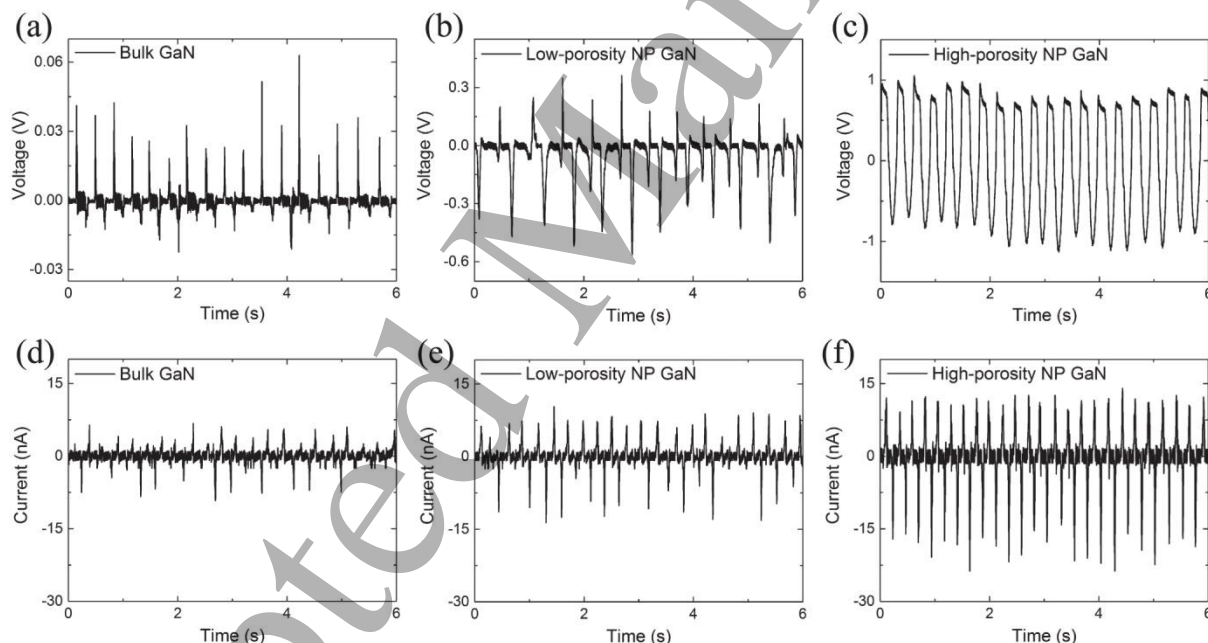 (a)
Bulk GaN
0.06
0.03
0.00
-0.03
Voltage (V)
0 2 4 6
Time (s)
(b)
Low-porosity NP GaN
0.3
0.0
-0.3
-0.6
Voltage (V)
0 2 4 6
Time (s)
(c)
High-porosity NP GaN
1
0
-1
Voltage (V)
0 2 4 6
Time (s)
(d)
Bulk GaN
15
0
-15
-30
Current (nA)
0 2 4 6
Time (s)
(e)
Low-porosity NP GaN
15
0
-15
-30
Current (nA)
0 2 4 6
Time (s)
(f)
High-porosity NP GaN
15
0
-15
-30
Current (nA)
0 2 4 6
Time (s)